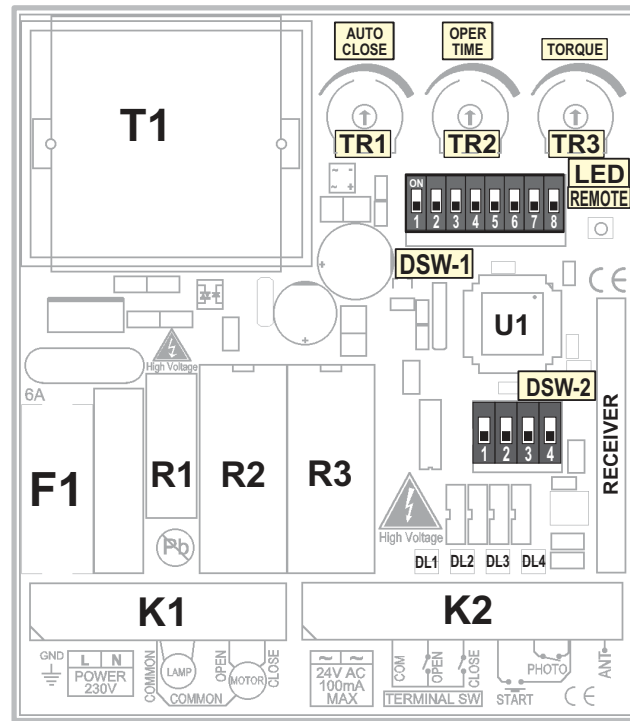 AUTO CLOSE
OPER TIME
TORQUE
T1
TR1
TR2
TR3
LED
REMOTE
ON
1 2 3 4 5 6 7 8
DSW-1
CE
U1
High Voltage
6A
DSW-2
1 2 3 4
F1
R1
R2
R3
RECEIVER
Pb
High Voltage
DL1
DL2
DL3
DL4
K1
K2
GND
L N
POWER
230V
COMMON
LAMP
COMMON
OPEN
MOTOR
CLOSE
~ ~
24V AC
100mA
MAX
COM
OPEN
CLOSE
TERMINAL SW
START
PHOTO
CE
ANT